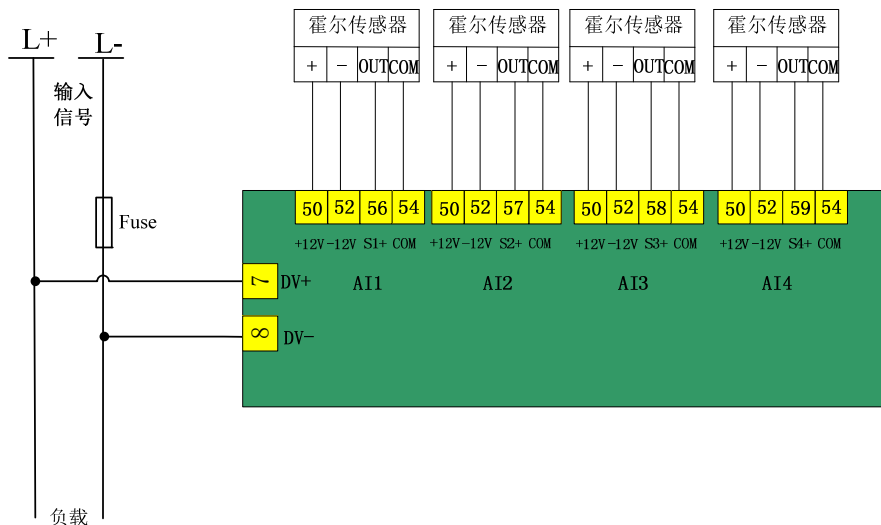 L+ L-
输入
信号
Fuse
霍尔传感器 霍尔传感器 霍尔传感器 霍尔传感器
+ - OUT COM + - OUT COM + - OUT COM + - OUT COM
50 52 56 54 50 52 57 54 50 52 58 54 50 52 59 54
+12V -12V S1+ COM +12V -12V S2+ COM +12V -12V S3+ COM +12V -12V S4+ COM
AI1 AI2 AI3 AI4
7 DV+
8 DV-
负载